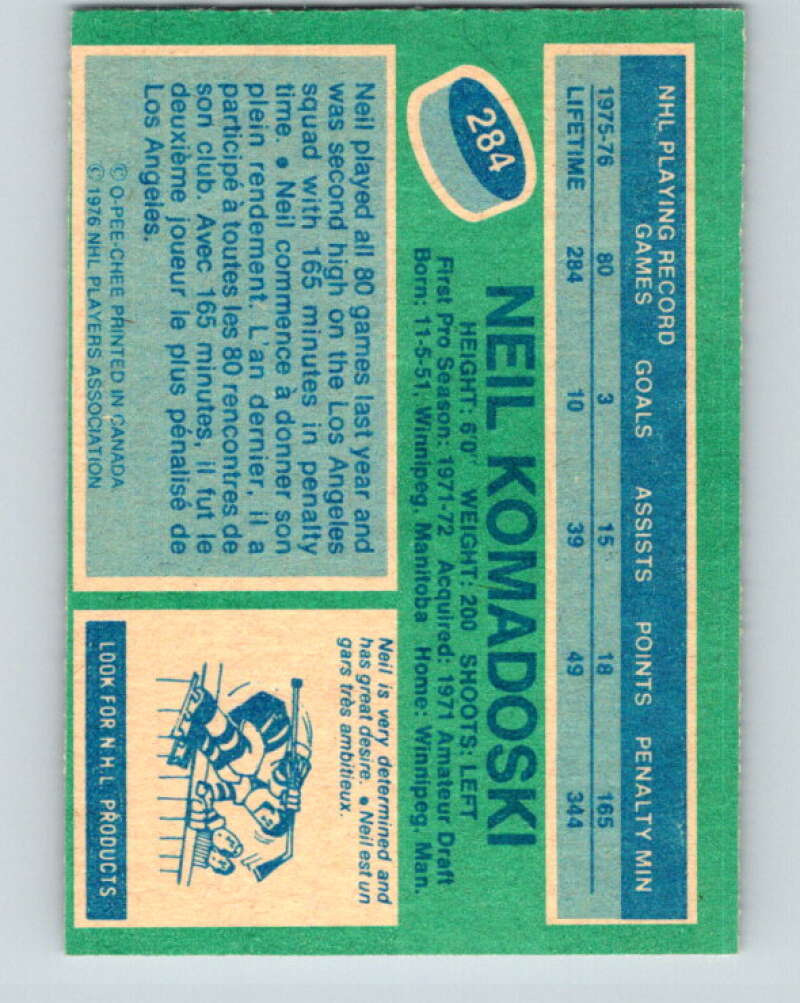 NHL PLAYING RECORD
GAMES GOALS ASSISTS POINTS PENALTY MIN
1975-76 80 3 15 18 165
LIFETIME 284 10 39 49 344
284
NEIL KOMADOSKI
HEIGHT: 6'0" WEIGHT: 200 SHOOTS: LEFT
First Pro Season: 1971-72 Acquired: 1971 Amateur Draft
Born: 11-5-51, Winnipeg, Manitoba Home: Winnipeg, Man.
Neil played all 80 games last year and
was second high on the Los Angeles
squad with 165 minutes in penalty
time. • Neil commence à donner son
plein rendement. L'an dernier, il a
participé à toutes les 80 rencontres de
son club. Avec 165 minutes, il fut le
deuxième joueur le plus pénalisé de
Los Angeles.
© O-PEE-CHEE PRINTED IN CANADA
© 1976 NHL PLAYERS ASSOCIATION
Neil is very determined and
has great desire. • Neil est un
gars très ambitieux.
LOOK FOR N.H.L. PRODUCTS